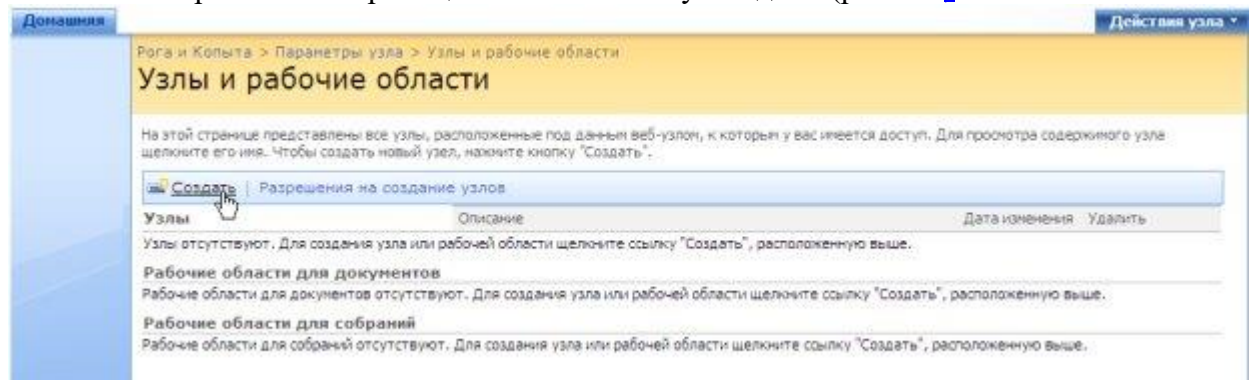 Домашняя
Действия узла
Рога и Копыта > Параметры узла > Узлы и рабочие области
Узлы и рабочие области
На этой странице представлены все узлы, расположенные под данным веб-узлом, к которым у вас имеется доступ. Для просмотра содержимого узла
щелкните его имя. Чтобы создать новый узел, нажмите кнопку "Создать".
Создать | Разрешения на создание узлов
Узлы Описание Дата изменения Удалить
Узлы отсутствуют. Для создания узла или рабочей области щелкните ссылку "Создать", расположенную выше.
Рабочие области для документов
Рабочие области для документов отсутствуют. Для создания узла или рабочей области щелкните ссылку "Создать", расположенную выше.
Рабочие области для собраний
Рабочие области для собраний отсутствуют. Для создания узла или рабочей области щелкните ссылку "Создать", расположенную выше.